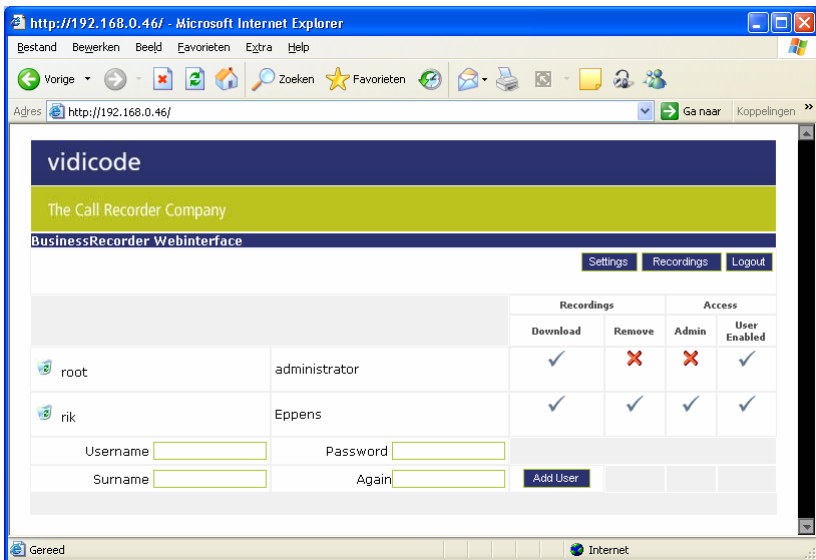 http://192.168.0.46/ - Microsoft Internet Explorer
Bestand Bewerken Beeld Favorieten Extra Help
Vorige Zoeken Favorieten
Adres http://192.168.0.46/ Ga naar Koppelingen »
vidicode
The Call Recorder Company
BusinessRecorder Webinterface
Settings Recordings Logout
Recordings Access
Download Remove Admin User Enabled
root administrator
rik Eppens
Username Password
Surname Again Add User
Gereed Internet